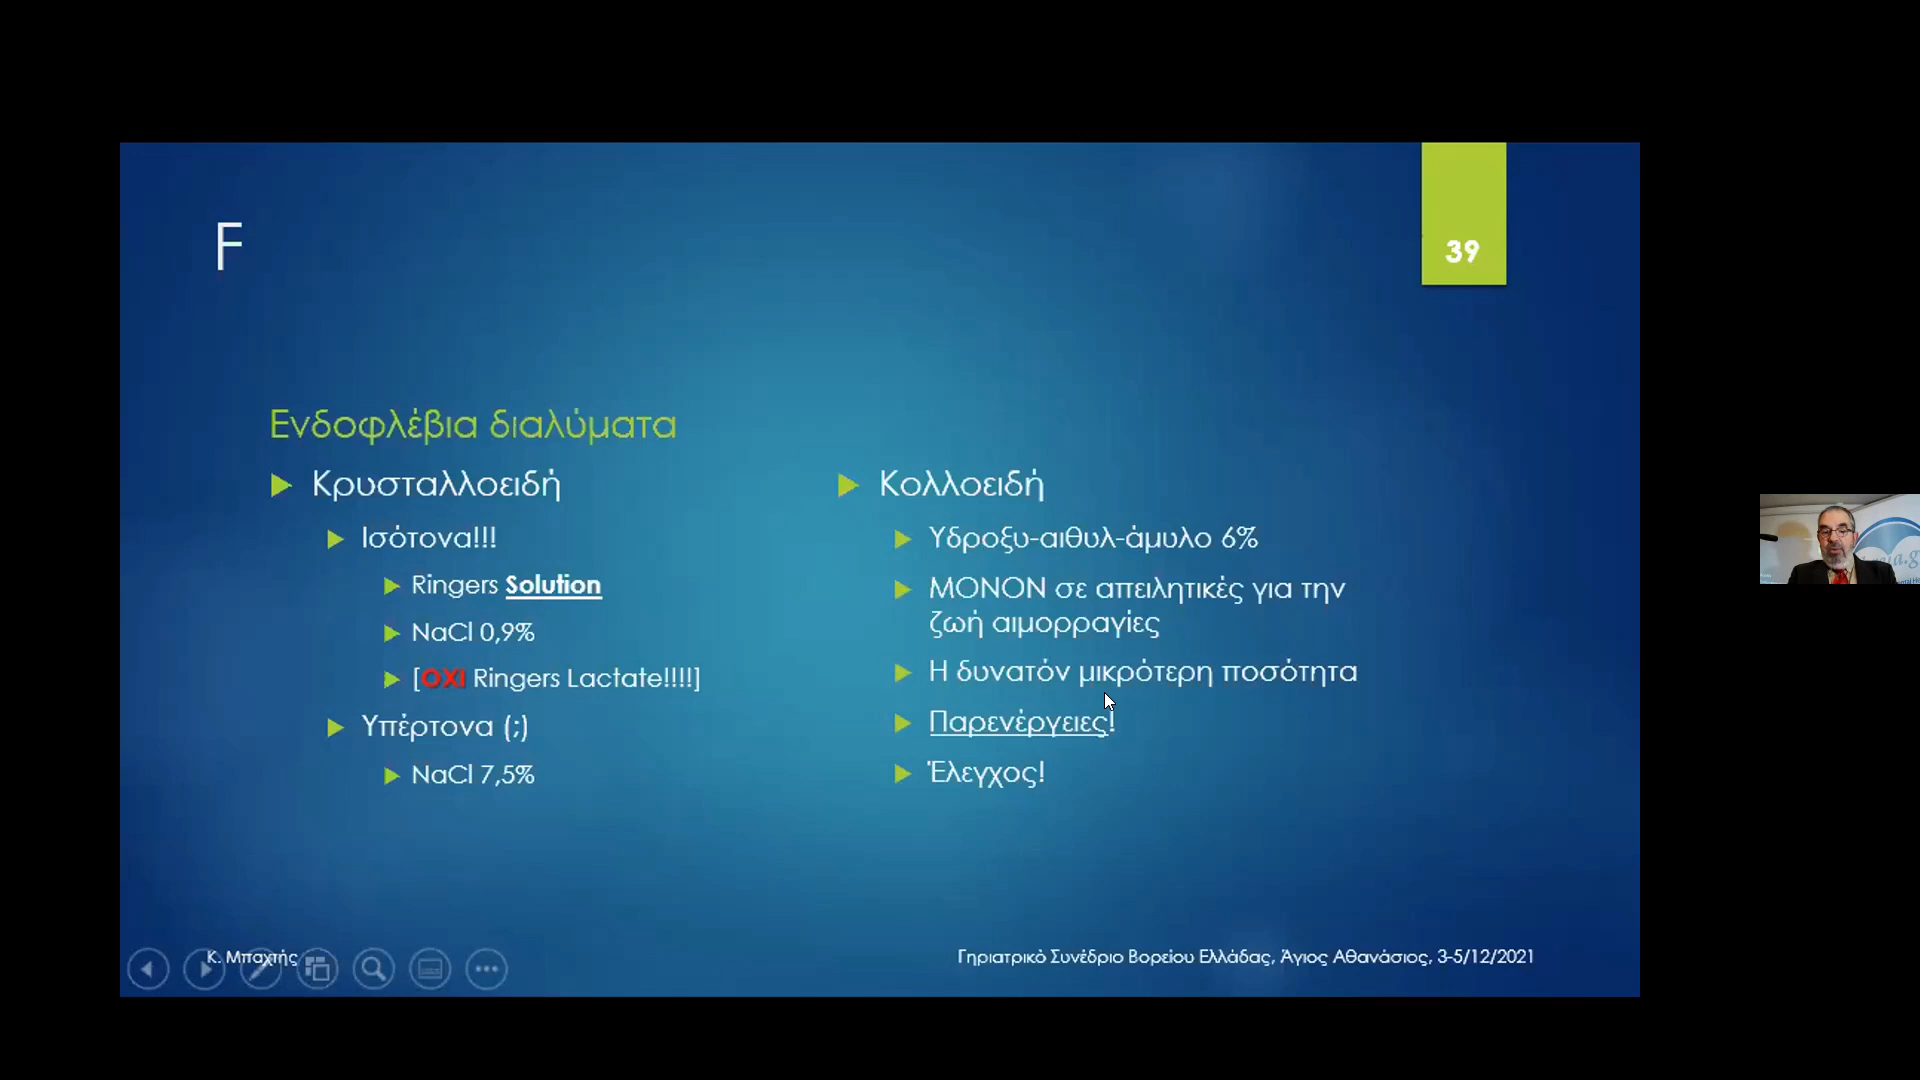 F
39
Ενδοφλέβια διαλύματα
Κρυσταλλοειδή
Ισότονα!!!
Ringers Solution
NaCl 0,9%
[ΟΧΙ Ringers Lactate!!!!]
Υπέρτονα (;)
NaCl 7,5%
Κολλοειδή
Υδροξυ-αιθυλ-άμυλο 6%
ΜΟΝΟΝ σε απειλητικές για την
ζωή αιμορραγίες
Η δυνατόν μικρότερη ποσότητα
Παρενέργειες!
Έλεγχος!
Κ. Μπαχτής
Γηριατρικό Συνέδριο Βορείου Ελλάδας, Άγιος Αθανάσιος, 3-5/12/2021